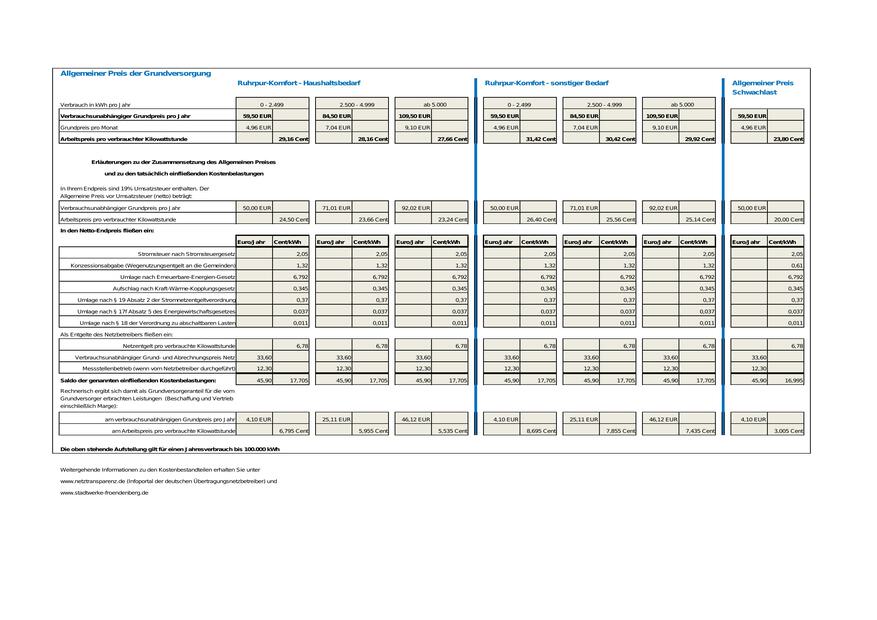 Allgemeiner Preis der Grundversorgung
Ruhrpur-Komfort - Haushaltsbedarf Ruhrpur-Komfort - sonstiger Bedarf Allgemeiner Preis
Schwachlast
Verbrauch in kWh pro Jahr 0 - 2.499 2.500 - 4.999 ab 5.000 0 - 2.499 2.500 - 4.999 ab 5.000
Verbrauchsunabhängiger Grundpreis pro Jahr 59,50 EUR 84,50 EUR 109,50 EUR 59,50 EUR 84,50 EUR 109,50 EUR 59,50 EUR
Grundpreis pro Monat 4,96 EUR 7,04 EUR 9,10 EUR 4,96 EUR 7,04 EUR 9,10 EUR 4,96 EUR
Arbeitspreis pro verbrauchter Kilowattstunde 29,16 Cent 28,16 Cent 27,66 Cent 31,42 Cent 30,42 Cent 29,92 Cent 23,80 Cent
Erläuterungen zu der Zusammensetzung des Allgemeinen Preises
und zu den tatsächlich einfließenden Kostenbelastungen
In Ihrem Endpreis sind 19% Umsatzsteuer enthalten. Der
Allgemeine Preis vor Umsatzsteuer (netto) beträgt:
Verbrauchsunabhängiger Grundpreis pro Jahr 50,00 EUR 71,01 EUR 92,02 EUR 50,00 EUR 71,01 EUR 92,02 EUR 50,00 EUR
Arbeitspreis pro verbrauchter Kilowattstunde 24,50 Cent 23,66 Cent 23,24 Cent 26,40 Cent 25,56 Cent 25,14 Cent 20,00 Cent
In den Netto-Endpreis fließen ein:
Euro/Jahr Cent/kWh Euro/Jahr Cent/kWh Euro/Jahr Cent/kWh Euro/Jahr Cent/kWh Euro/Jahr Cent/kWh Euro/Jahr Cent/kWh Euro/Jahr Cent/kWh
Stromsteuer nach Stromsteuergesetz 2,05 2,05 2,05 2,05 2,05 2,05 2,05
Konzessionsabgabe (Wegenutzungsentgelt an die Gemeinden) 1,32 1,32 1,32 1,32 1,32 1,32 0,61
Umlage nach Erneuerbare-Energien-Gesetz 6,792 6,792 6,792 6,792 6,792 6,792 6,792
Aufschlag nach Kraft-Wärme-Kopplungsgesetz 0,345 0,345 0,345 0,345 0,345 0,345 0,345
Umlage nach § 19 Absatz 2 der Stromnetzentgeltverordnung 0,37 0,37 0,37 0,37 0,37 0,37 0,37
Umlage nach § 17f Absatz 5 des Energiewirtschaftsgesetzes 0,037 0,037 0,037 0,037 0,037 0,037 0,037
Umlage nach § 18 der Verordnung zu abschaltbaren Lasten 0,011 0,011 0,011 0,011 0,011 0,011 0,011
Als Entgelte des Netzbetreibers fließen ein:
Netzentgelt pro verbrauchte Kilowattstunde 6,78 6,78 6,78 6,78 6,78 6,78 6,78
Verbrauchsunabhängiger Grund- und Abrechnungspreis Netz 33,60 33,60 33,60 33,60 33,60 33,60
Messstellenbetrieb (wenn vom Netzbetreiber durchgeführt) 12,30 12,30 12,30 12,30 12,30 12,30
Saldo der genannten einfließenden Kostenbelastungen: 45,90 17,705 45,90 17,705 45,90 17,705 45,90 17,705 45,90 17,705 45,90 17,705 45,90 16,995
Rechnerisch ergibt sich damit als Grundversorgeranteil für die vom
Grundversorger erbrachten Leistungen (Beschaffung und Vertrieb
einschließlich Marge):
am verbrauchsunabhängigen Grundpreis pro Jahr 4,10 EUR 25,11 EUR 46,12 EUR 4,10 EUR 25,11 EUR 46,12 EUR 4,10 EUR
am Arbeitspreis pro verbrauchte Kilowattstunde 6,795 Cent 5,955 Cent 5,535 Cent 8,695 Cent 7,855 Cent 7,435 Cent 3,005 Cent
Die oben stehende Aufstellung gilt für einen Jahresverbrauch bis 100.000 kWh
Weitergehende Informationen zu den Kostenbestandteilen erhalten Sie unter
www.netztransparenz.de (Infoportal der deutschen Übertragungsnetzbetreiber) und
www.stadtwerke-froendenberg.de